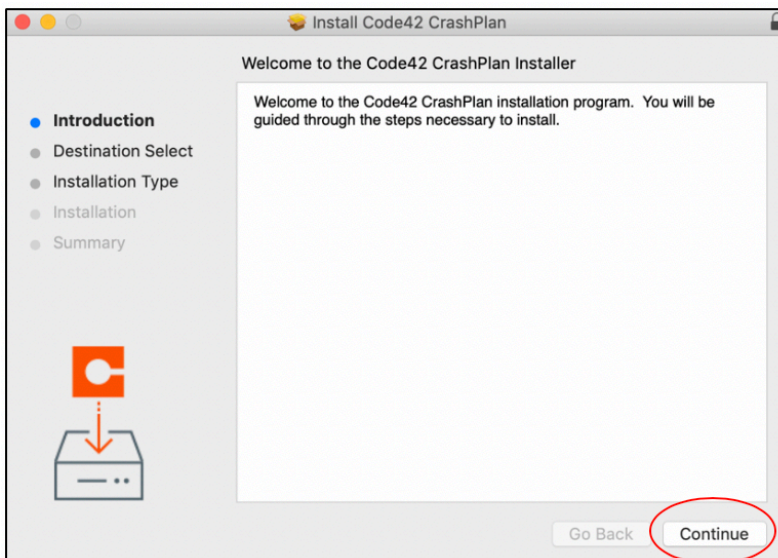 Install Code42 CrashPlan
Welcome to the Code42 CrashPlan Installer
Introduction
Destination Select
Installation Type
Installation
Summary
Welcome to the Code42 CrashPlan installation program. You will be
guided through the steps necessary to install.
Go Back
Continue